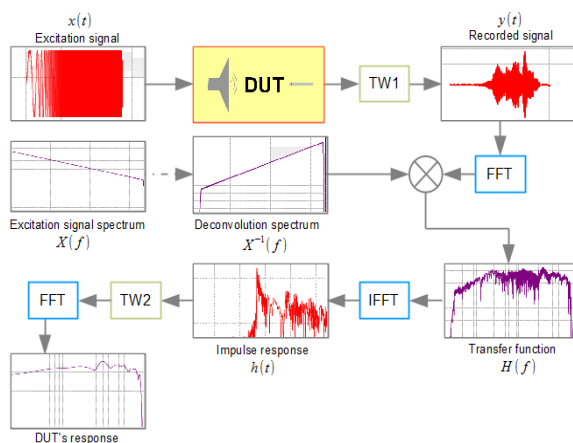 x(t)
Excitation signal
DUT
TW1
y(t)
Recorded signal
Excitation signal spectrum
X(f)
Deconvolution spectrum
X⁻¹(f)
FFT
FFT
TW2
Impulse response
h(t)
IFFT
Transfer function
H(f)
DUT's response